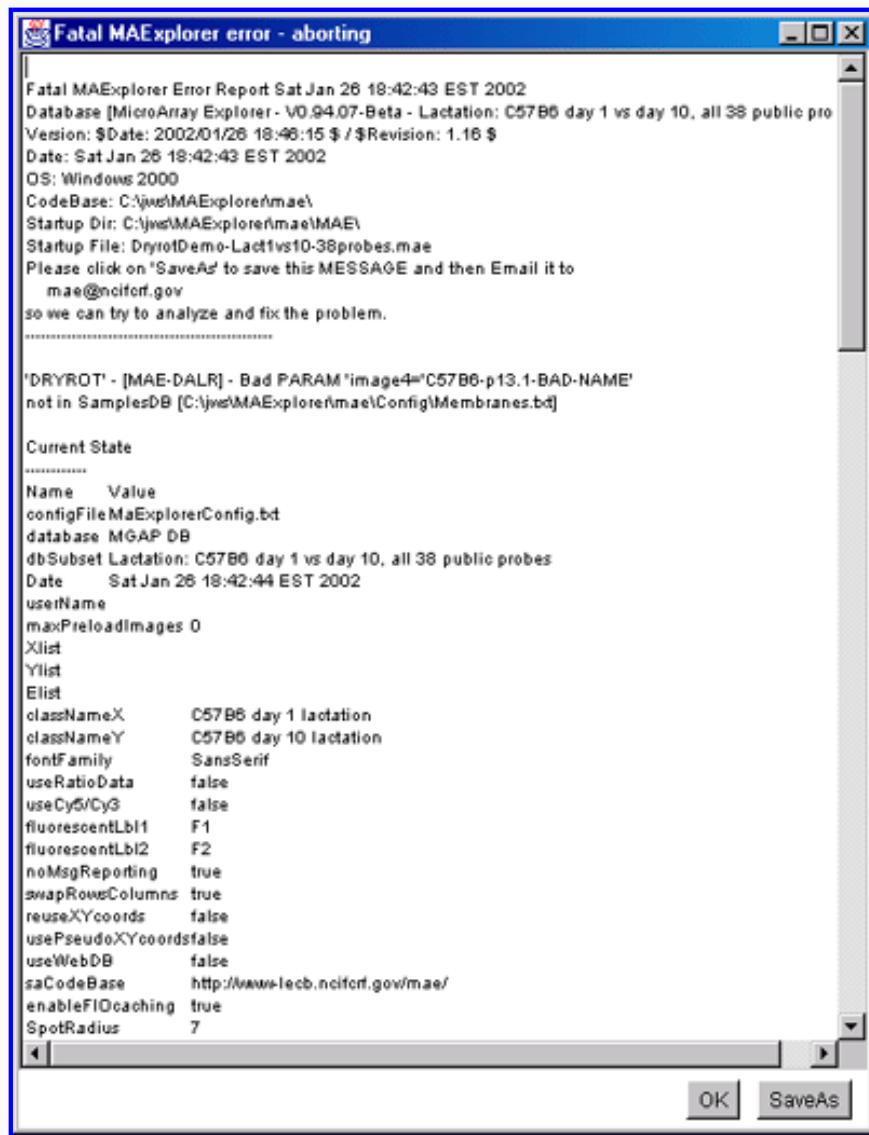 Fatal MAExplorer error - aborting
Fatal MAExplorer Error Report Sat Jan 26 18:42:43 EST 2002
Database [MicroArray Explorer - V0.94.07-Beta - Lactation: C57B6 day 1 vs day 10, all 38 public pro
Version: $Date: 2002/01/26 18:46:15 $ / $Revision: 1.16 $
Date: Sat Jan 26 18:42:43 EST 2002
OS: Windows 2000
CodeBase: C:\jws\MAExplorer\mae\
Startup Dir: C:\jws\MAExplorer\mae\MAE\
Startup File: DryrotDemo-Lact1vs10-38probes.mae
Please click on 'SaveAs' to save this MESSAGE and then Email it to
mae@ncifcrf.gov
so we can try to analyze and fix the problem.
----------------------------------------------------
'DRYROT' - [MAE-DALR] - Bad PARAM 'image4='C57B6-p13.1-BAD-NAME'
not in SamplesDB [C:\jws\MAExplorer\mae\Config\Membranes.txt]
Current State
-------------
Name Value
configFile MaExplorerConfig.txt
database MGAP DB
dbSubset Lactation: C57B6 day 1 vs day 10, all 38 public probes
Date Sat Jan 26 18:42:44 EST 2002
userName
maxPreloadImages 0
Xlist
Ylist
Elist
classNameX C57B6 day 1 lactation
classNameY C57B6 day 10 lactation
fontFamily SansSerif
useRatioData false
useCy5/Cy3 false
fluorescentLbl1 F1
fluorescentLbl2 F2
noMsgReporting true
swapRowsColumns true
reuseXYcoords false
usePseudoXYcoords false
useWebDB false
saCodeBase http://www-lecb.ncifcrf.gov/mae/
enableFIOcaching true
SpotRadius 7
OK SaveAs